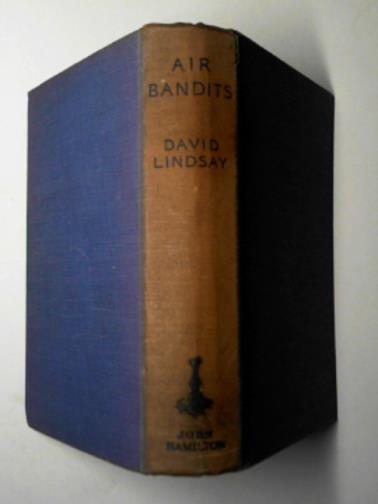 AIR
BANDITS
DAVID
LINDSAY
JOHN
HAMILTON